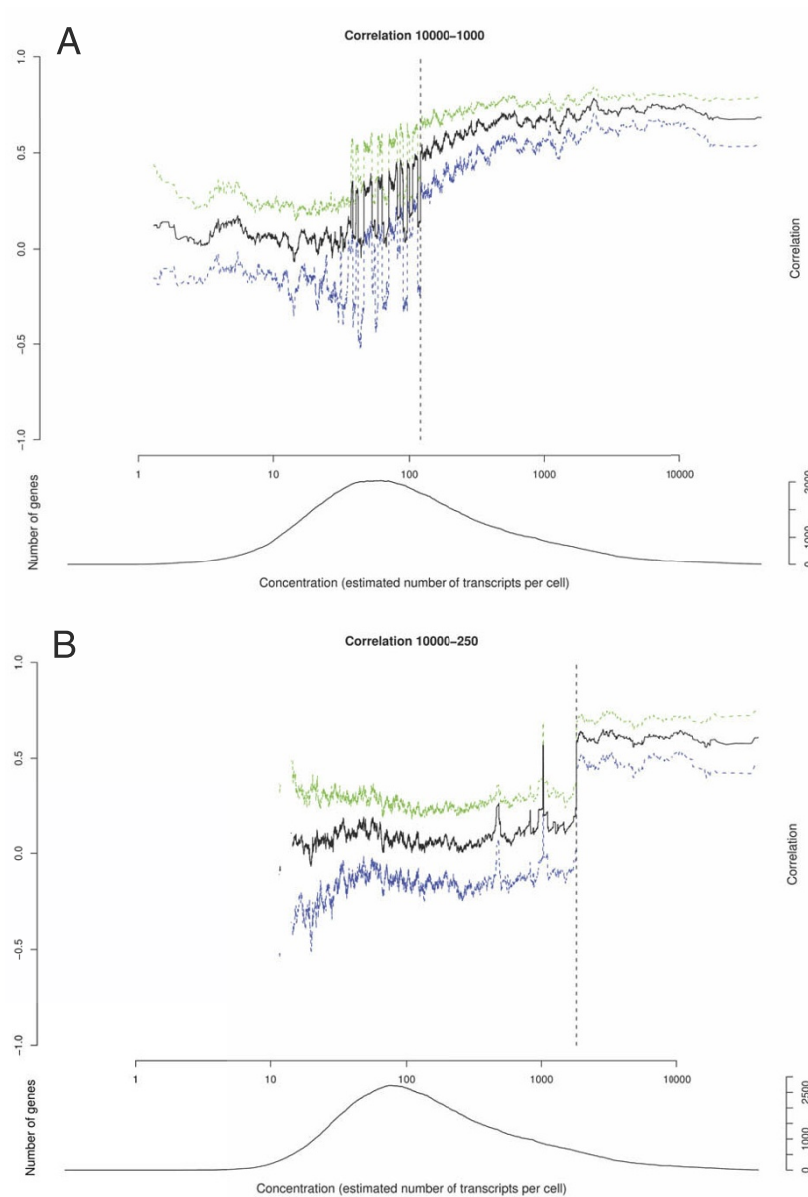 A
Correlation 10000–1000
1.0
0.5
0.0
−0.5
−1.0
Correlation
1 10 100 1000 10000
Number of genes
0 1000 2000
Concentration (estimated number of transcripts per cell)
B
Correlation 10000–250
1.0
0.5
0.0
−0.5
−1.0
Correlation
1 10 100 1000 10000
Number of genes
0 1000 2500
Concentration (estimated number of transcripts per cell)